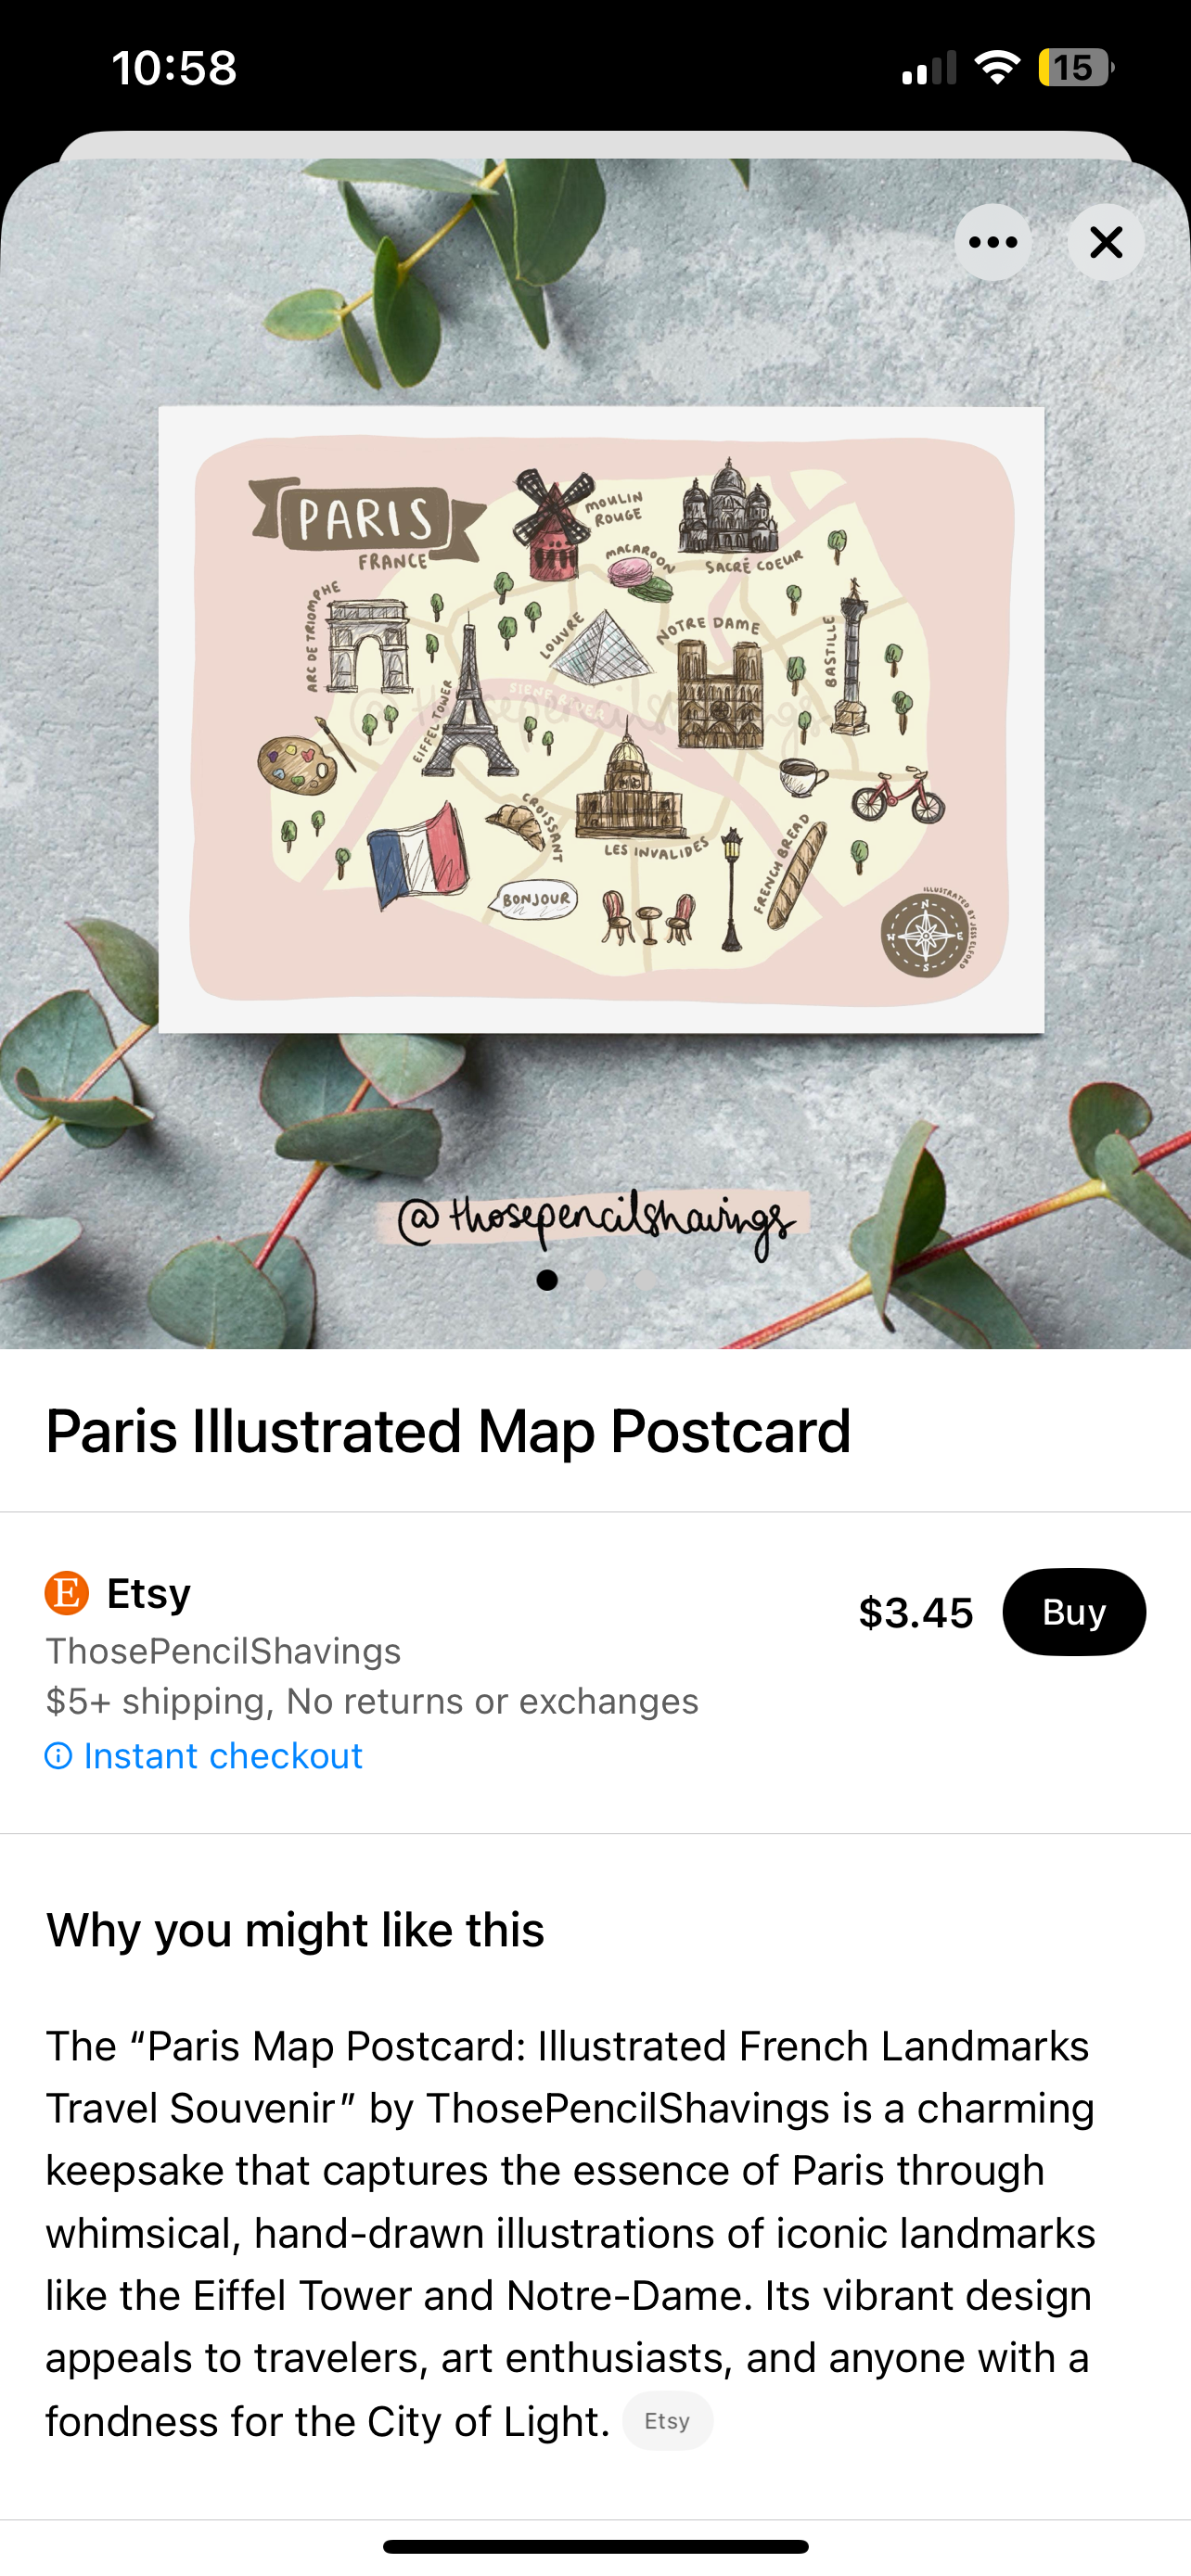 10:58
15
PARIS
FRANCE
MOULIN
ROUGE
MACAROON
SACRÉ COEUR
ARC DE TRIOMPHE
LOUVRE
NOTRE DAME
BASTILLE
EIFFEL TOWER
SIENE RIVER
@thosepencilshavings
CROISSANT
LES INVALIDES
FRENCH BREAD
BONJOUR
ILLUSTRATED BY JESS ELFORD
N
W E
S
@thosepencilshavings
Paris Illustrated Map Postcard
E Etsy
$3.45 Buy
ThosePencilShavings
$5+ shipping, No returns or exchanges
Instant checkout
Why you might like this
The “Paris Map Postcard: Illustrated French Landmarks
Travel Souvenir” by ThosePencilShavings is a charming
keepsake that captures the essence of Paris through
whimsical, hand-drawn illustrations of iconic landmarks
like the Eiffel Tower and Notre-Dame. Its vibrant design
appeals to travelers, art enthusiasts, and anyone with a
fondness for the City of Light. Etsy